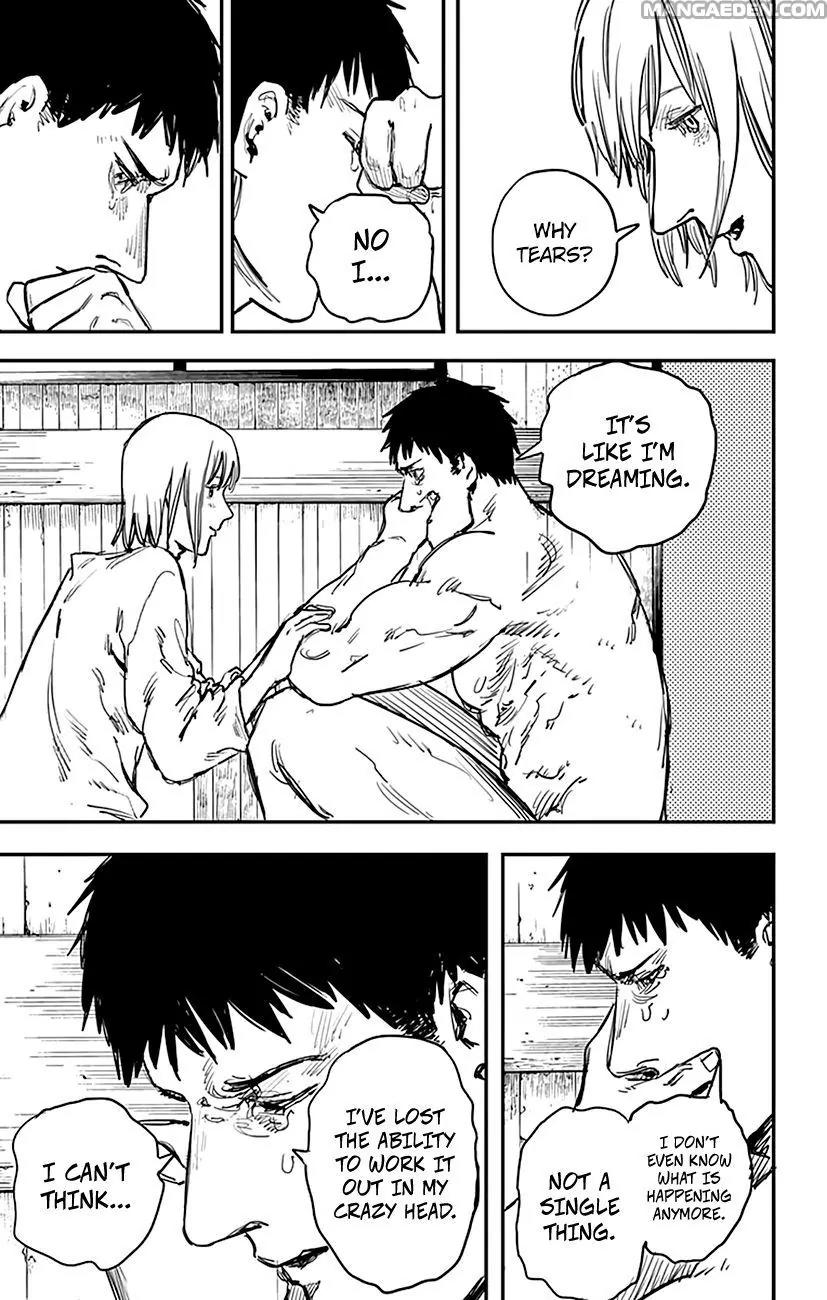 MANGAEDEN.COM
WHY
TEARS?
NO
I...
IT'S
LIKE I'M
DREAMING.
I DON'T
EVEN KNOW
WHAT IS
HAPPENING
ANYMORE.
NOT A
SINGLE
THING.
I'VE LOST
THE ABILITY
TO WORK IT
OUT IN MY
CRAZY HEAD.
I CAN'T
THINK...